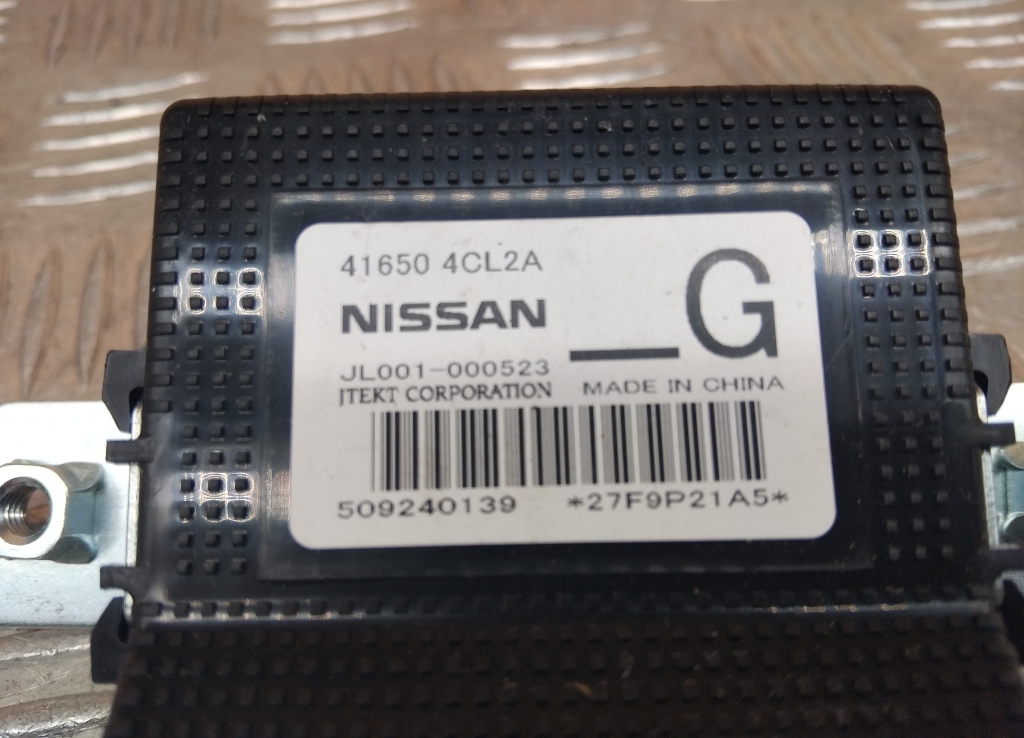 41650 4CL2A
NISSAN
_G
JL001-000523
JTEKT CORPORATION MADE IN CHINA
509240139 *27F9P21A5*